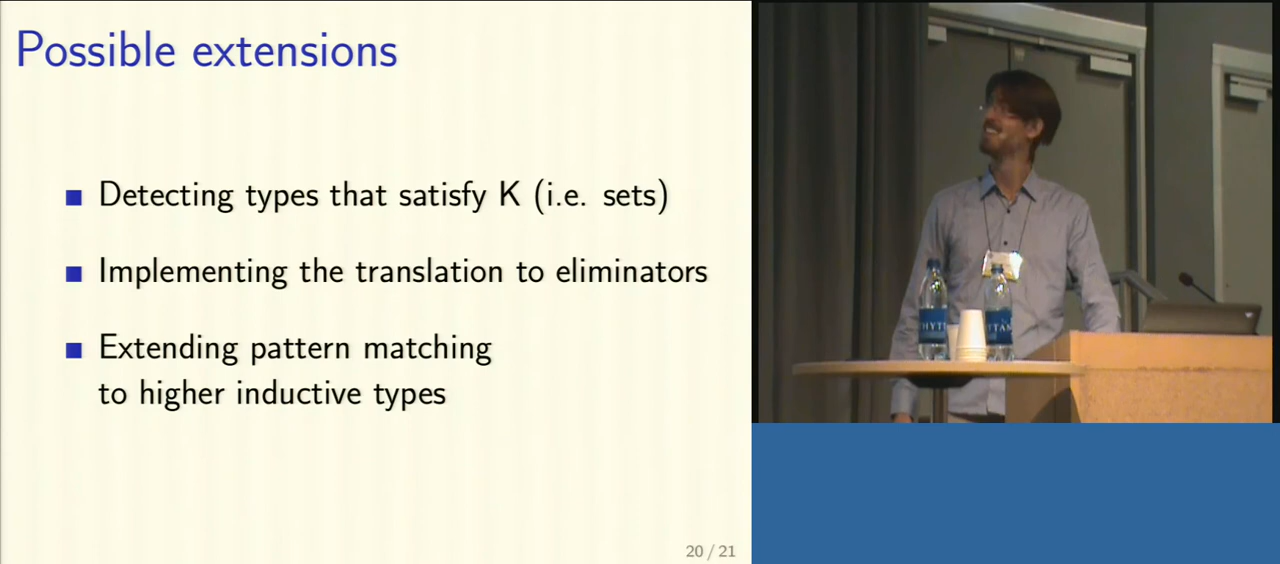 Possible extensions
Detecting types that satisfy K (i.e. sets)
Implementing the translation to eliminators
Extending pattern matching
to higher inductive types
20 / 21